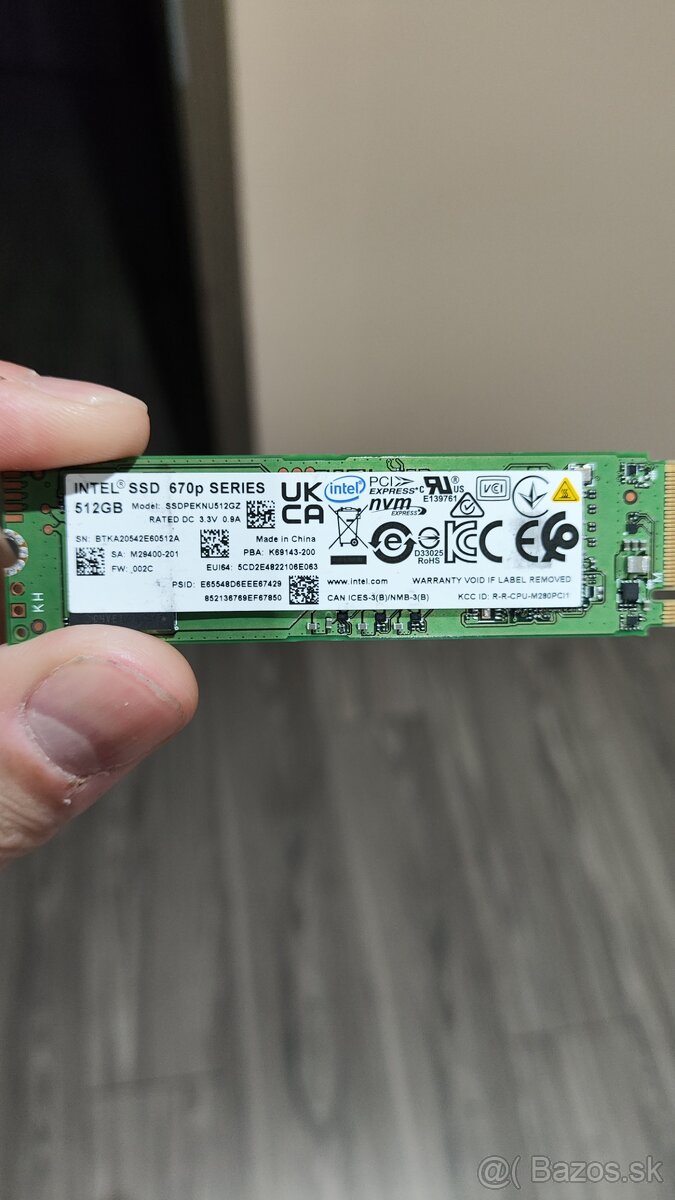 INTEL® SSD 670p SERIES
512GB Model: SSDPEKNU512GZ
RATED DC 3.3V 0.9A
SN: BTKA20542E60512A
Made in China
SA: M29400-201
PBA: K69143-200
FW: 002C
EUI64: 5CD2E4822106E063
PSID: E65548D6EEE67429
852136769EF67850
UK
CA
intel
PCI
EXPRESS®
nvm
EXPRESS
c RU® US
E139761
VCI
D33025
RoHS
KC
www.intel.com
WARRANTY VOID IF LABEL REMOVED
CAN ICES-3(B)/NMB-3(B)
KCC ID: R-R-CPU-M280PCI1
KH
@( Bazos.sk